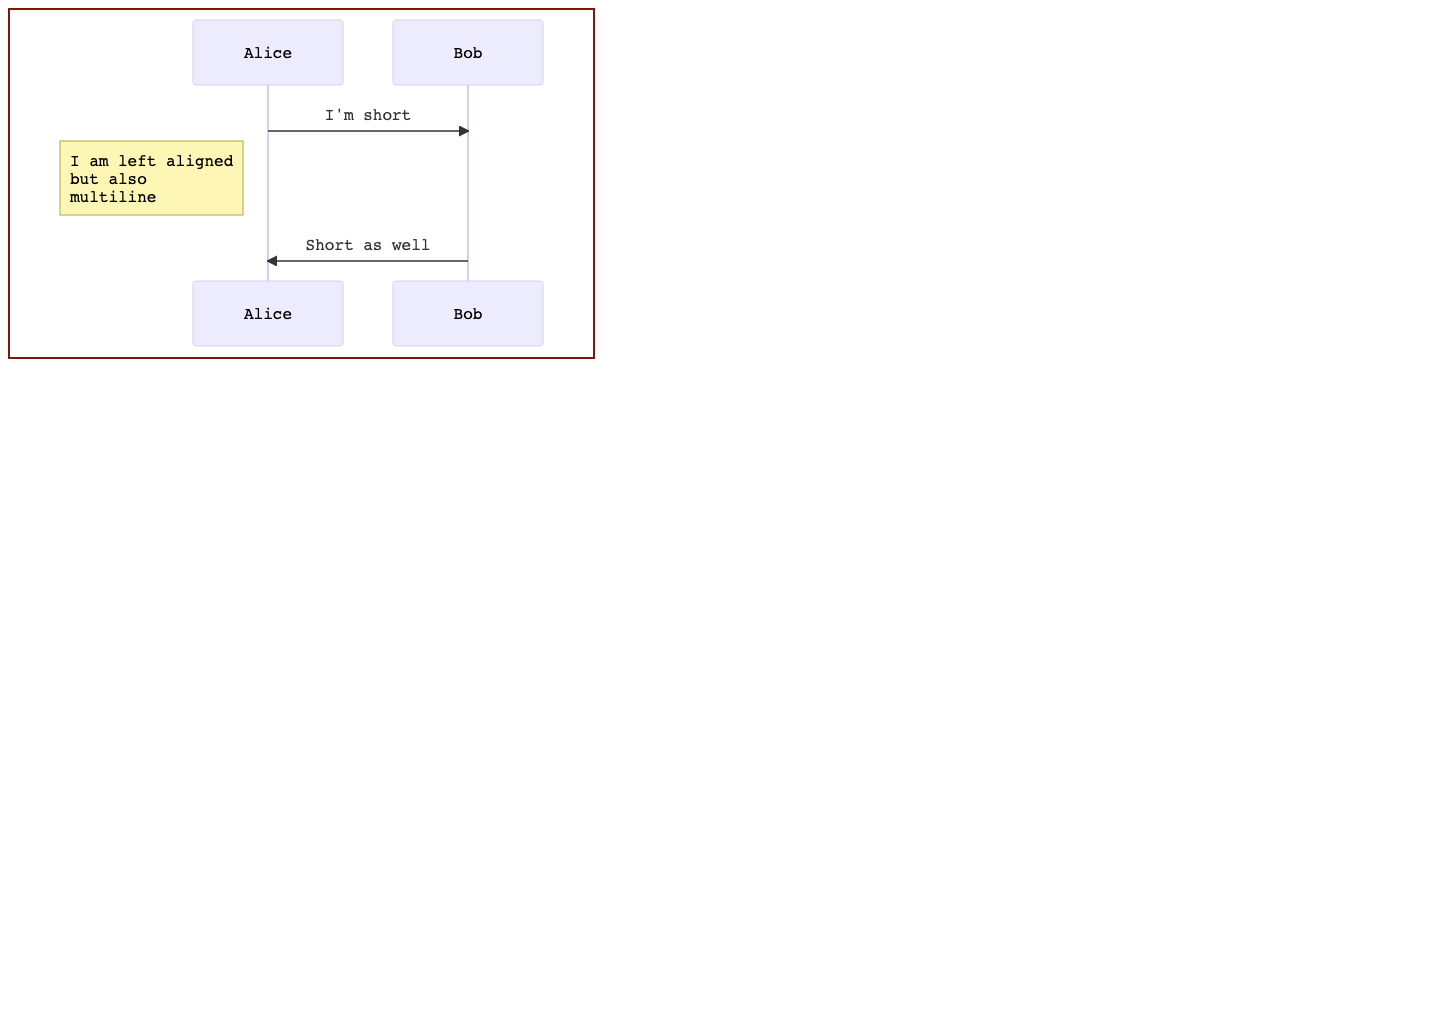 Alice
Bob
I'm short
I am left aligned
but also
multiline
Short as well
Alice
Bob